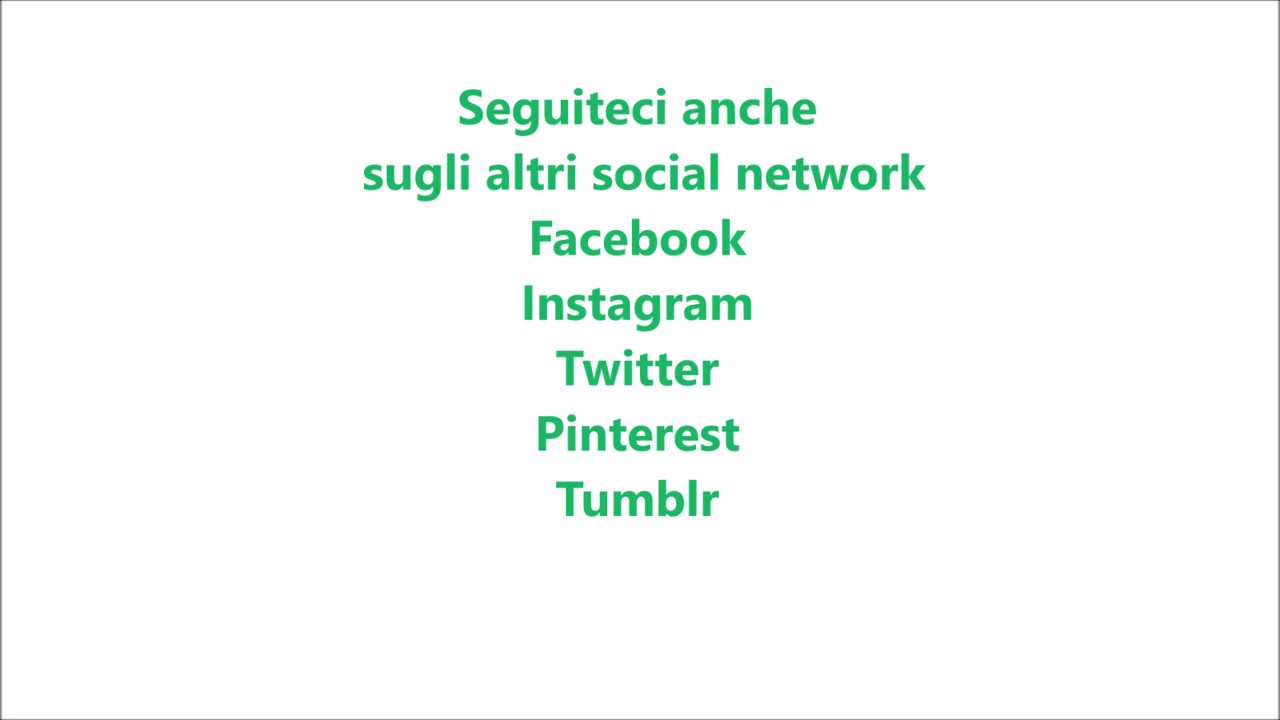 Seguiteci anche
sugli altri social network
Facebook
Instagram
Twitter
Pinterest
Tumblr